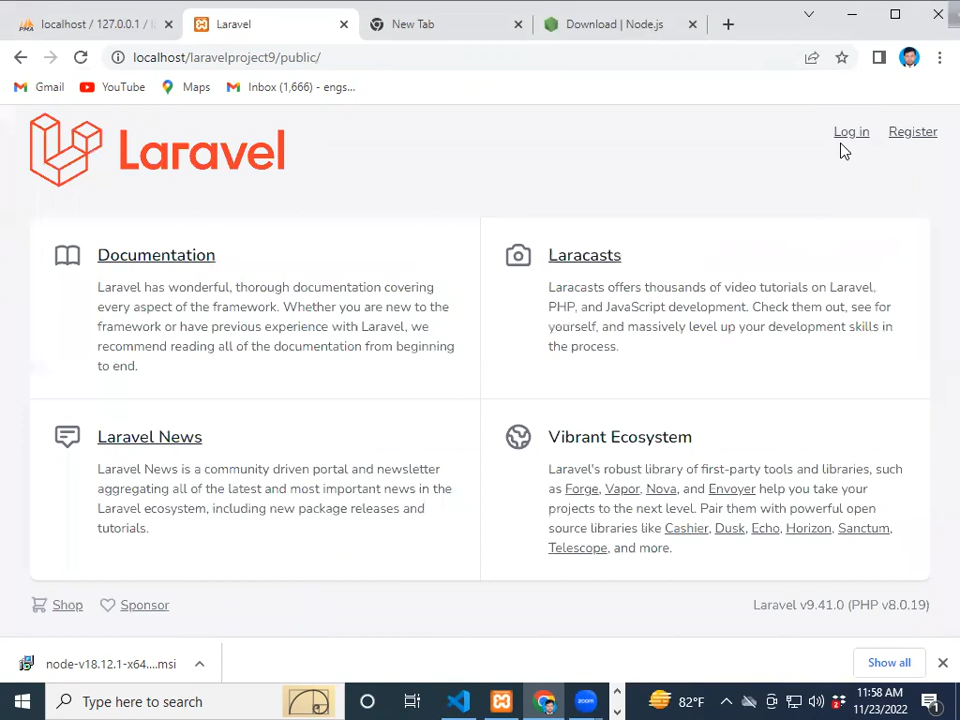 localhost / 127.0.0.1 / l
Laravel
New Tab
Download | Node.js
localhost/laravelproject9/public/
Gmail
YouTube
Maps
Inbox (1,666) - engs...
Laravel
Log in
Register
Documentation
Laravel has wonderful, thorough documentation covering
every aspect of the framework. Whether you are new to the
framework or have previous experience with Laravel, we
recommend reading all of the documentation from beginning
to end.
Laracasts
Laracasts offers thousands of video tutorials on Laravel,
PHP, and JavaScript development. Check them out, see for
yourself, and massively level up your development skills in
the process.
Laravel News
Laravel News is a community driven portal and newsletter
aggregating all of the latest and most important news in the
Laravel ecosystem, including new package releases and
tutorials.
Vibrant Ecosystem
Laravel's robust library of first-party tools and libraries, such
as Forge, Vapor, Nova, and Envoyer help you take your
projects to the next level. Pair them with powerful open
source libraries like Cashier, Dusk, Echo, Horizon, Sanctum,
Telescope, and more.
Shop
Sponsor
Laravel v9.41.0 (PHP v8.0.19)
node-v18.12.1-x64....msi
Show all
Type here to search
zoom
82°F
2
11:58 AM
11/23/2022
1